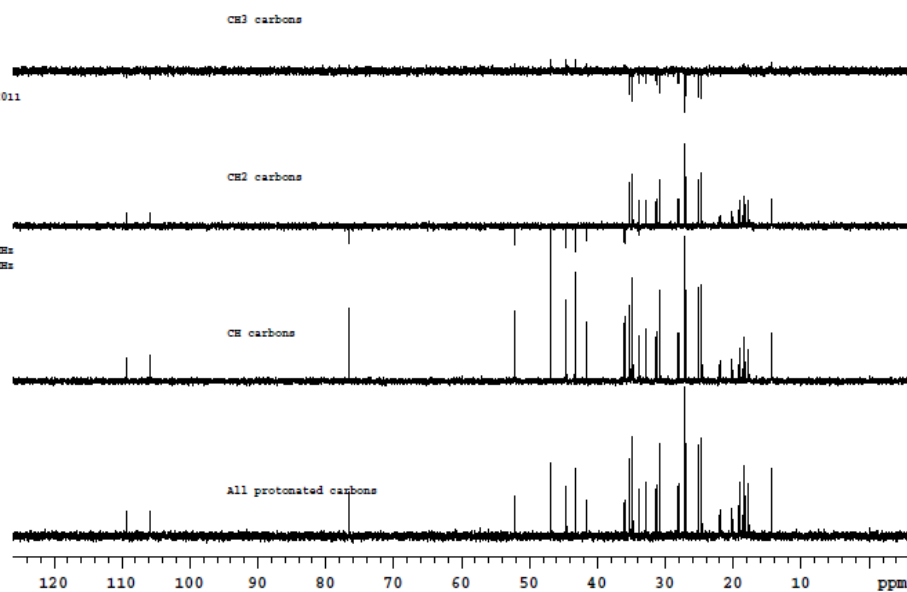 CH3 carbons
011
CH2 carbons
Hz
Hz
CH carbons
All protonated carbons
120 110 100 90 80 70 60 50 40 30 20 10 ppm